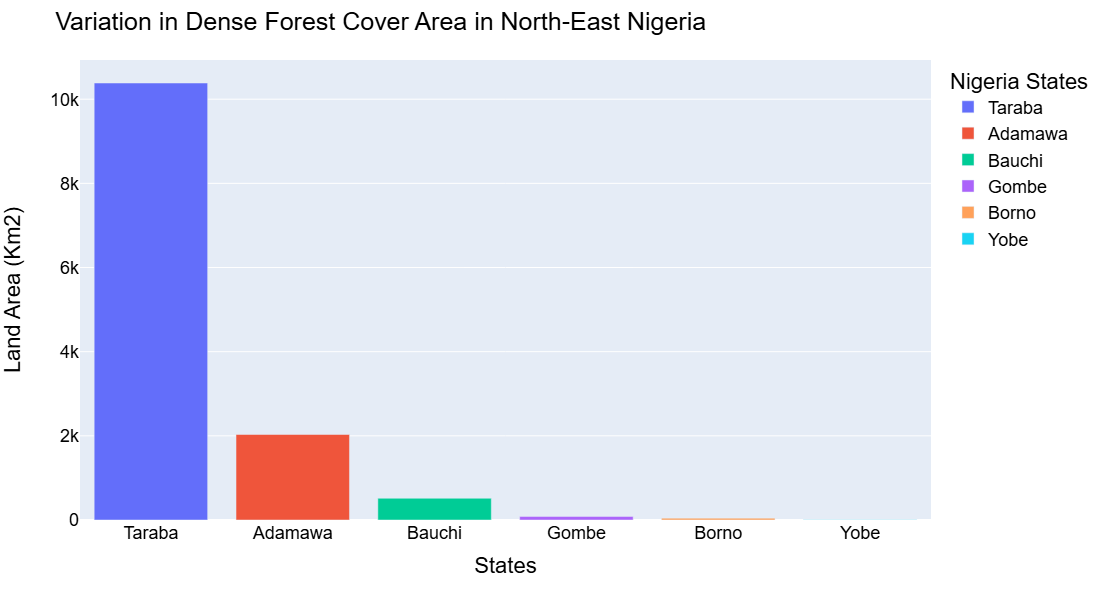 Variation in Dense Forest Cover Area in North-East Nigeria
Land Area (Km2)
10k
8k
6k
4k
2k
0
Taraba
Adamawa
Bauchi
Gombe
Borno
Yobe
States
Nigeria States
Taraba
Adamawa
Bauchi
Gombe
Borno
Yobe